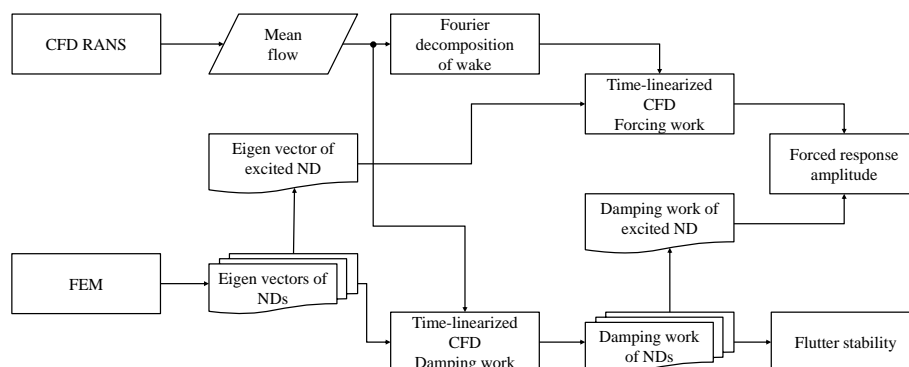 CFD RANS
Mean
flow
Fourier
decomposition
of wake
Time-linearized
CFD
Forcing work
Eigen vector of
excited ND
Forced response
amplitude
Damping work of
excited ND
FEM
Eigen vectors of
NDs
Time-linearized
CFD
Damping work
Damping work
of NDs
Flutter stability